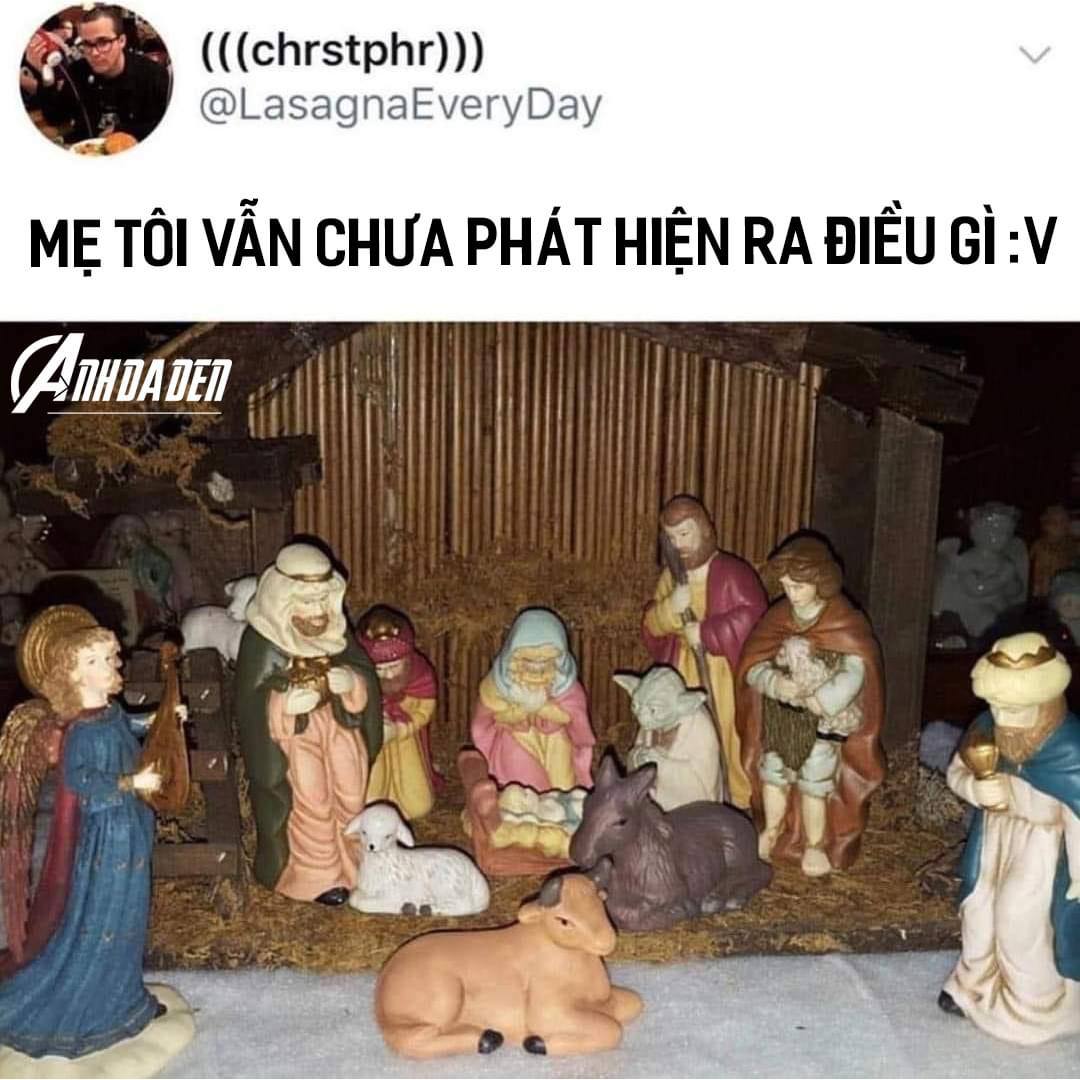 (((chrstphr)))
@LasagnaEveryDay
MẸ TÔI VẪN CHƯA PHÁT HIỆN RA ĐIỀU GÌ :V
ANHDADEN